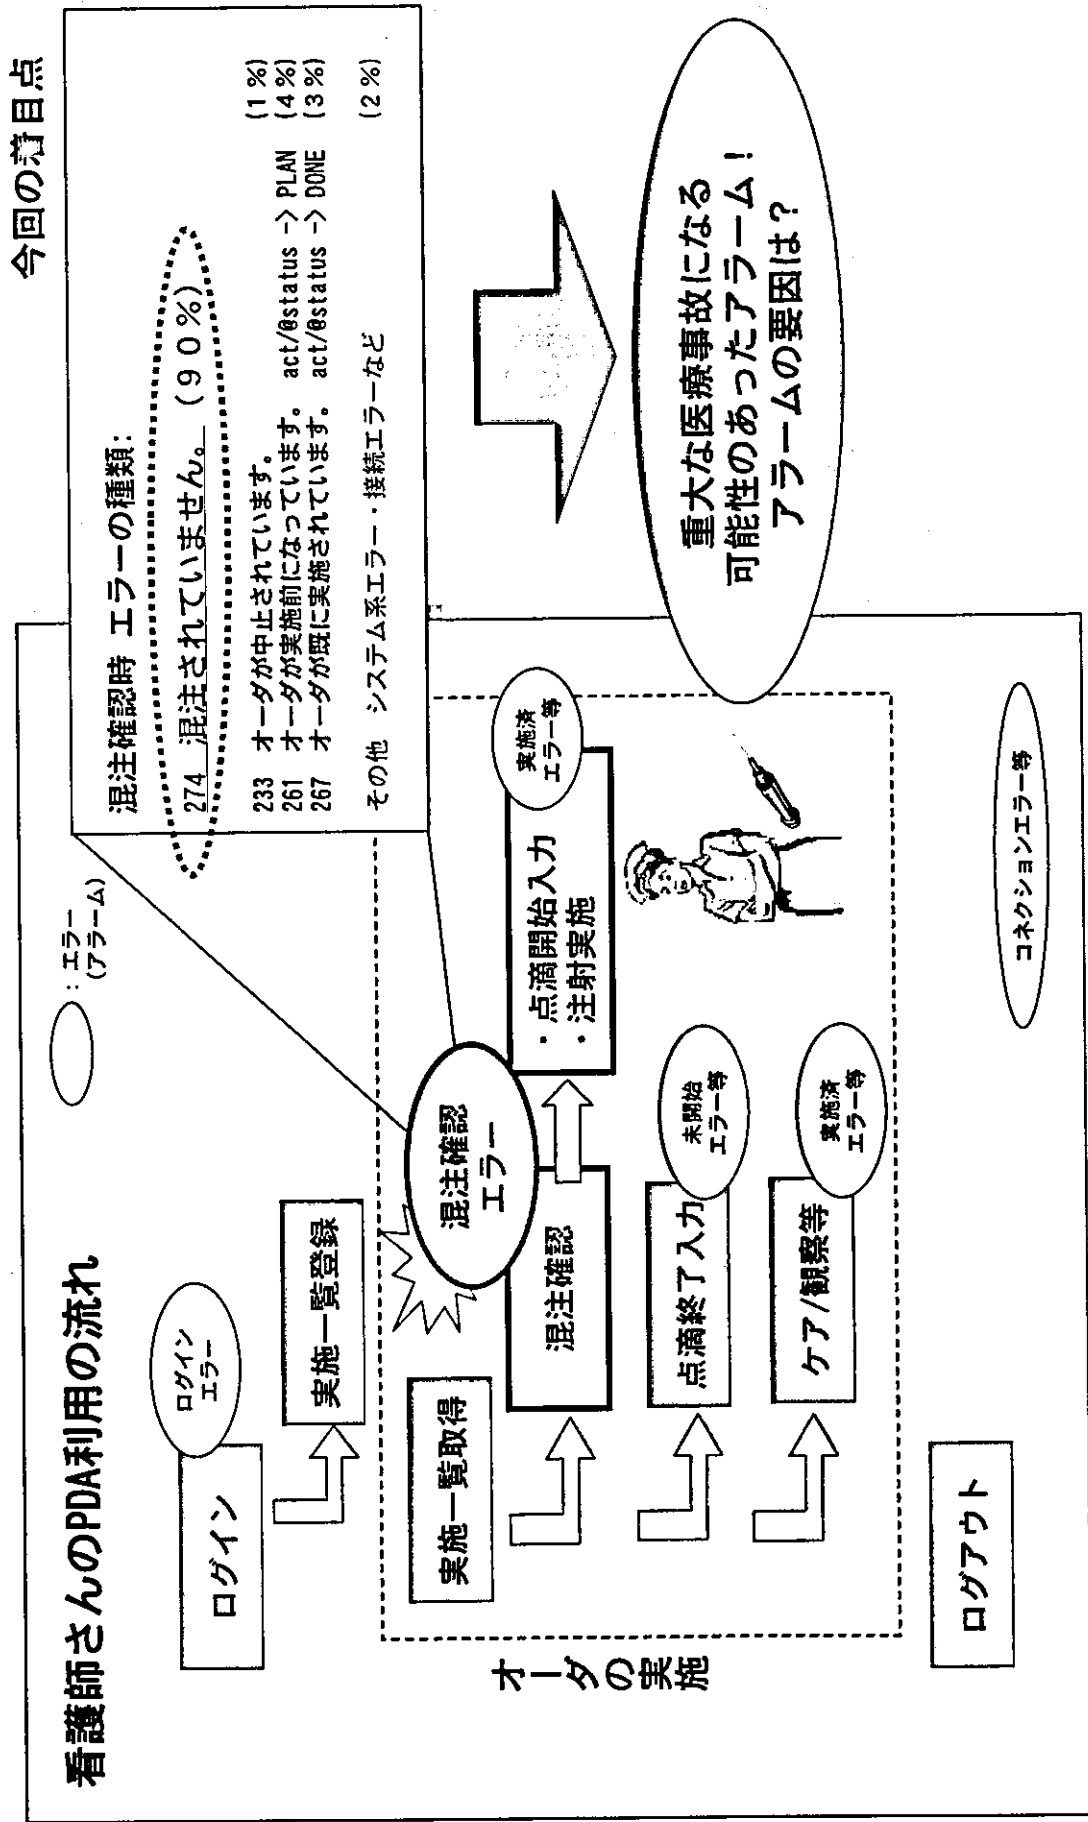 今回の着目点
看護師さんのPDA利用の流れ
：エラー
(アラーム)
混注確認時 エラーの種類:
274 混注されていません。(90%)
233 オーダが中止されています。 (1%)
261 オーダが実施前になっています。 act/@status -> PLAN (4%)
267 オーダが既に実施されています。 act/@status -> DONE (3%)
その他 システム系エラー・接続エラーなど (2%)
ログイン
ログイン
エラー
実施一覧登録
オーダの実施
実施一覧取得
混注確認
混注確認
エラー
・点滴開始入力
・注射実施
実施済
エラー等
点滴終了入力
未開始
エラー等
ケア/観察等
実施済
エラー等
ログアウト
コネクションエラー等
重大な医療事故になる
可能性のあったアラーム！
アラームの要因は？